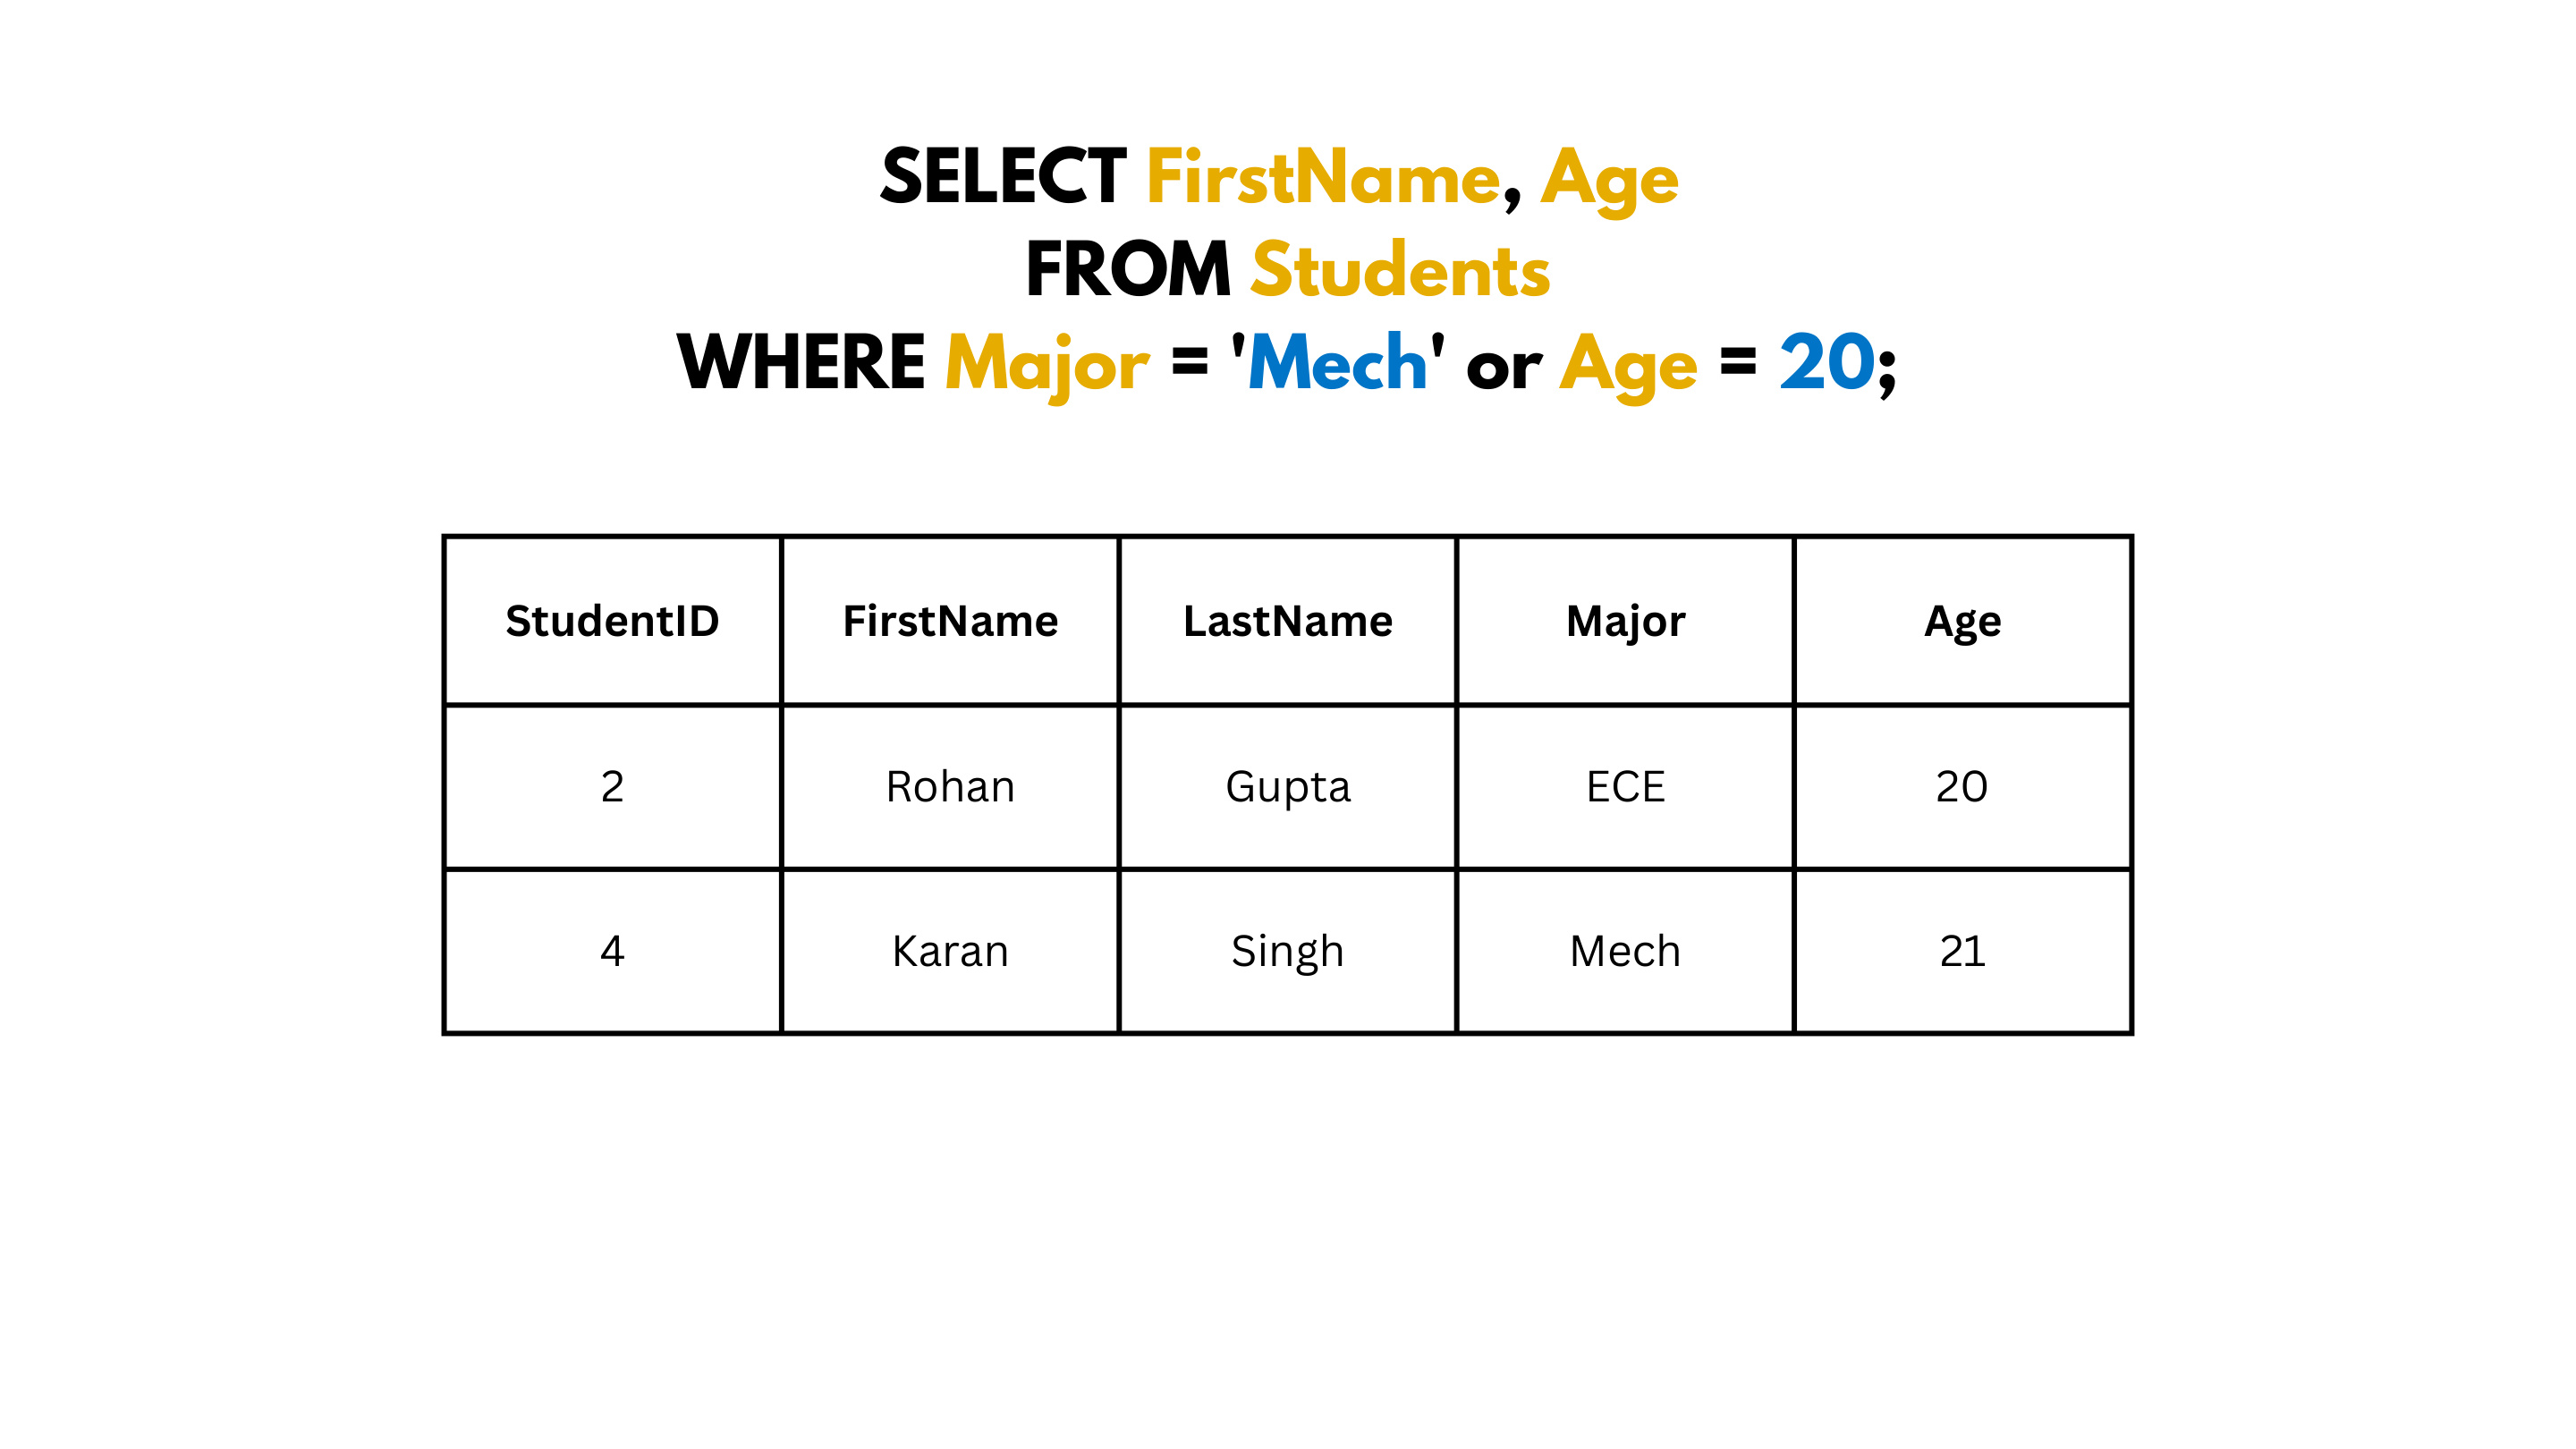 SELECT FirstName, Age
FROM Students
WHERE Major = 'Mech' or Age = 20;
StudentID FirstName LastName Major Age
2 Rohan Gupta ECE 20
4 Karan Singh Mech 21